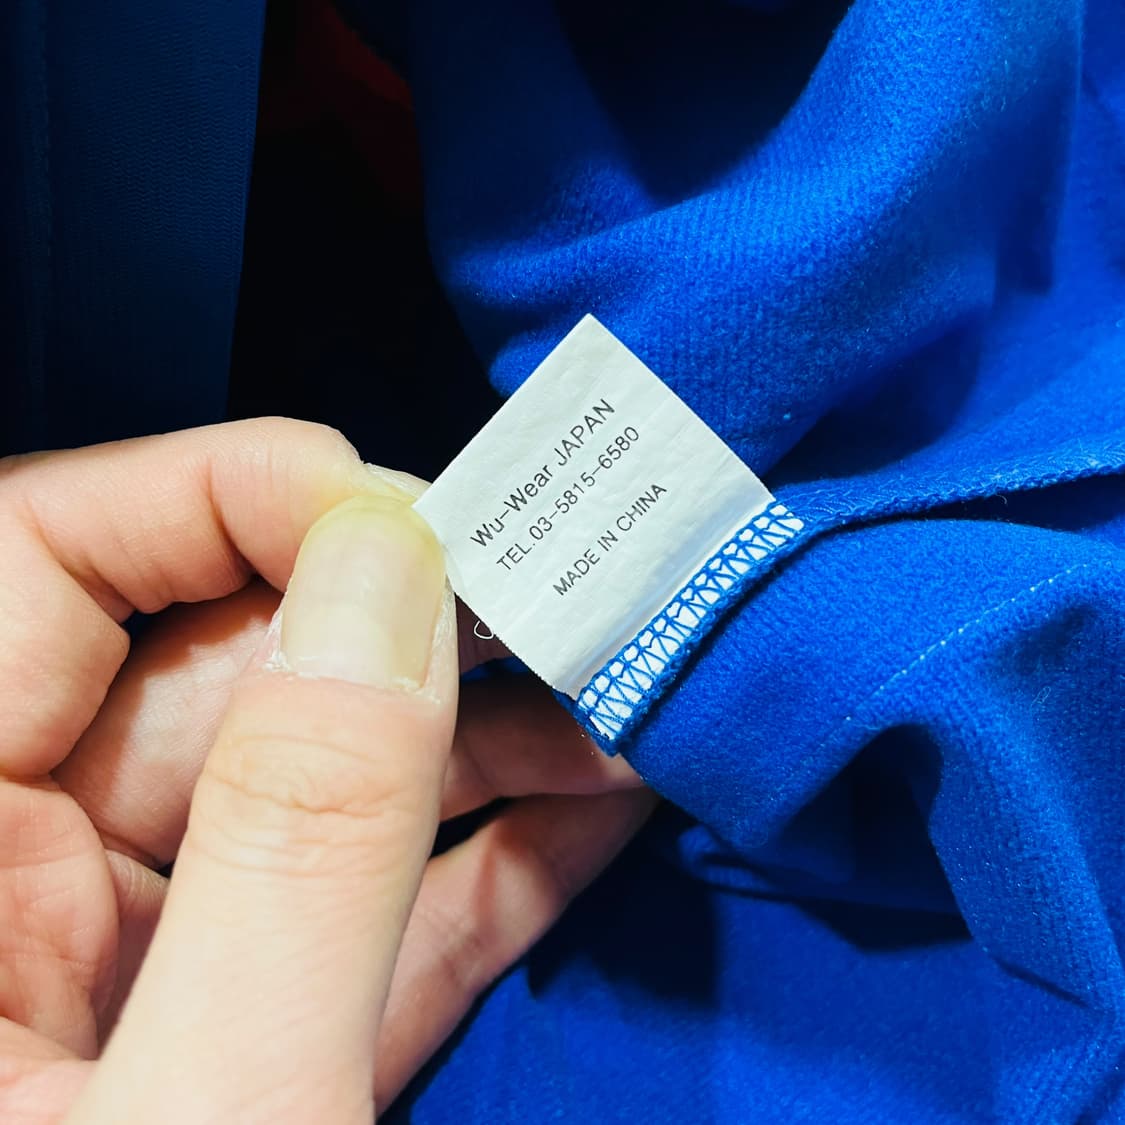 Wu-Wear JAPAN
TEL.03-5815-6580
MADE IN CHINA